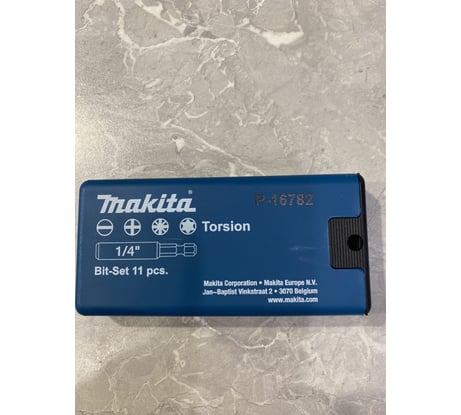 Makita
P-16782
Torsion
1/4"
Bit-Set 11 pcs.
Makita Corporation • Makita Europe N.V.
Jan-Baptist Vinkstraat 2 • 3070 Belgium
www.makita.com